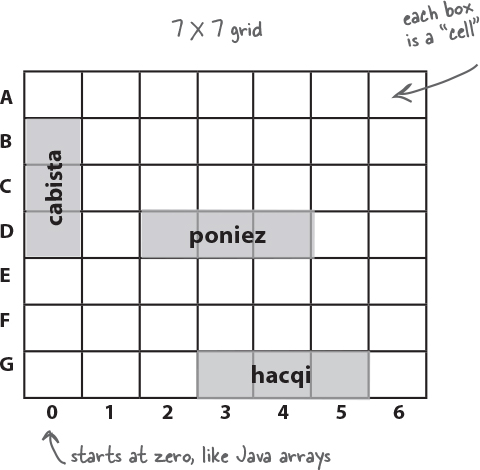 7 X 7 grid
each box
is a "cell"
A
B
C
D
E
F
G
cabista
poniez
hacqi
0 1 2 3 4 5 6
starts at zero, like Java arrays